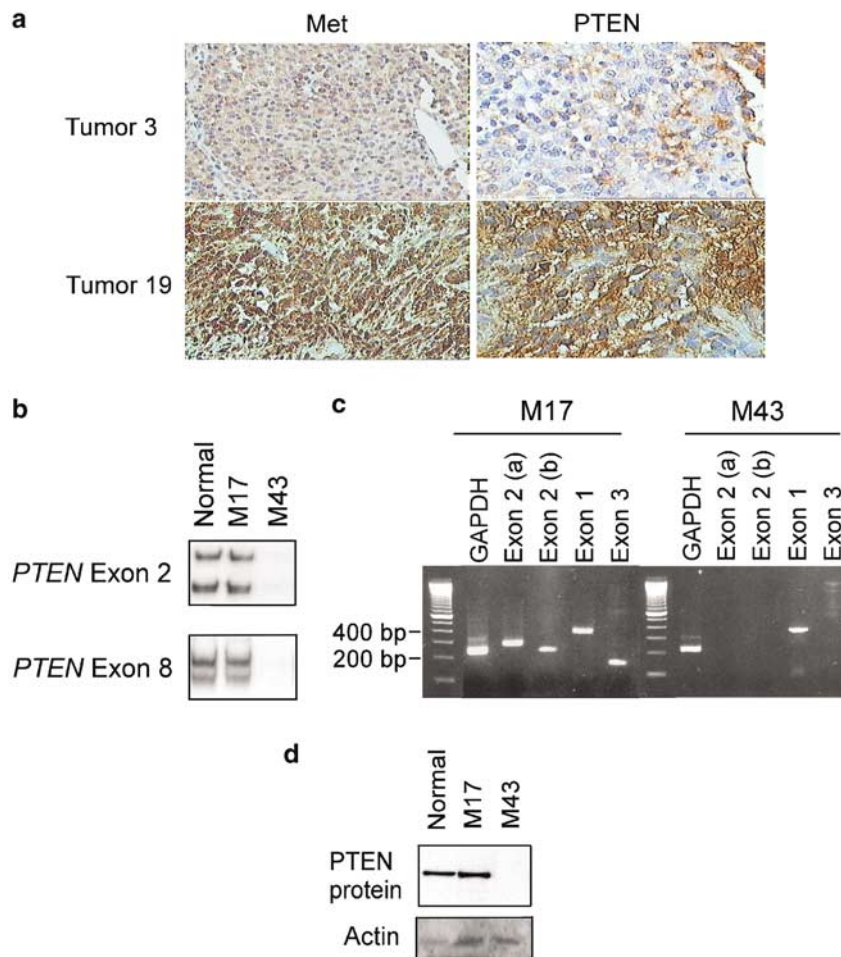 a
Met PTEN
Tumor 3
Tumor 19
b
Normal
M17
M43
PTEN Exon 2
PTEN Exon 8
c
M17 M43
GAPDH
Exon 2 (a)
Exon 2 (b)
Exon 1
Exon 3
GAPDH
Exon 2 (a)
Exon 2 (b)
Exon 1
Exon 3
400 bp
200 bp
d
Normal
M17
M43
PTEN
protein
Actin